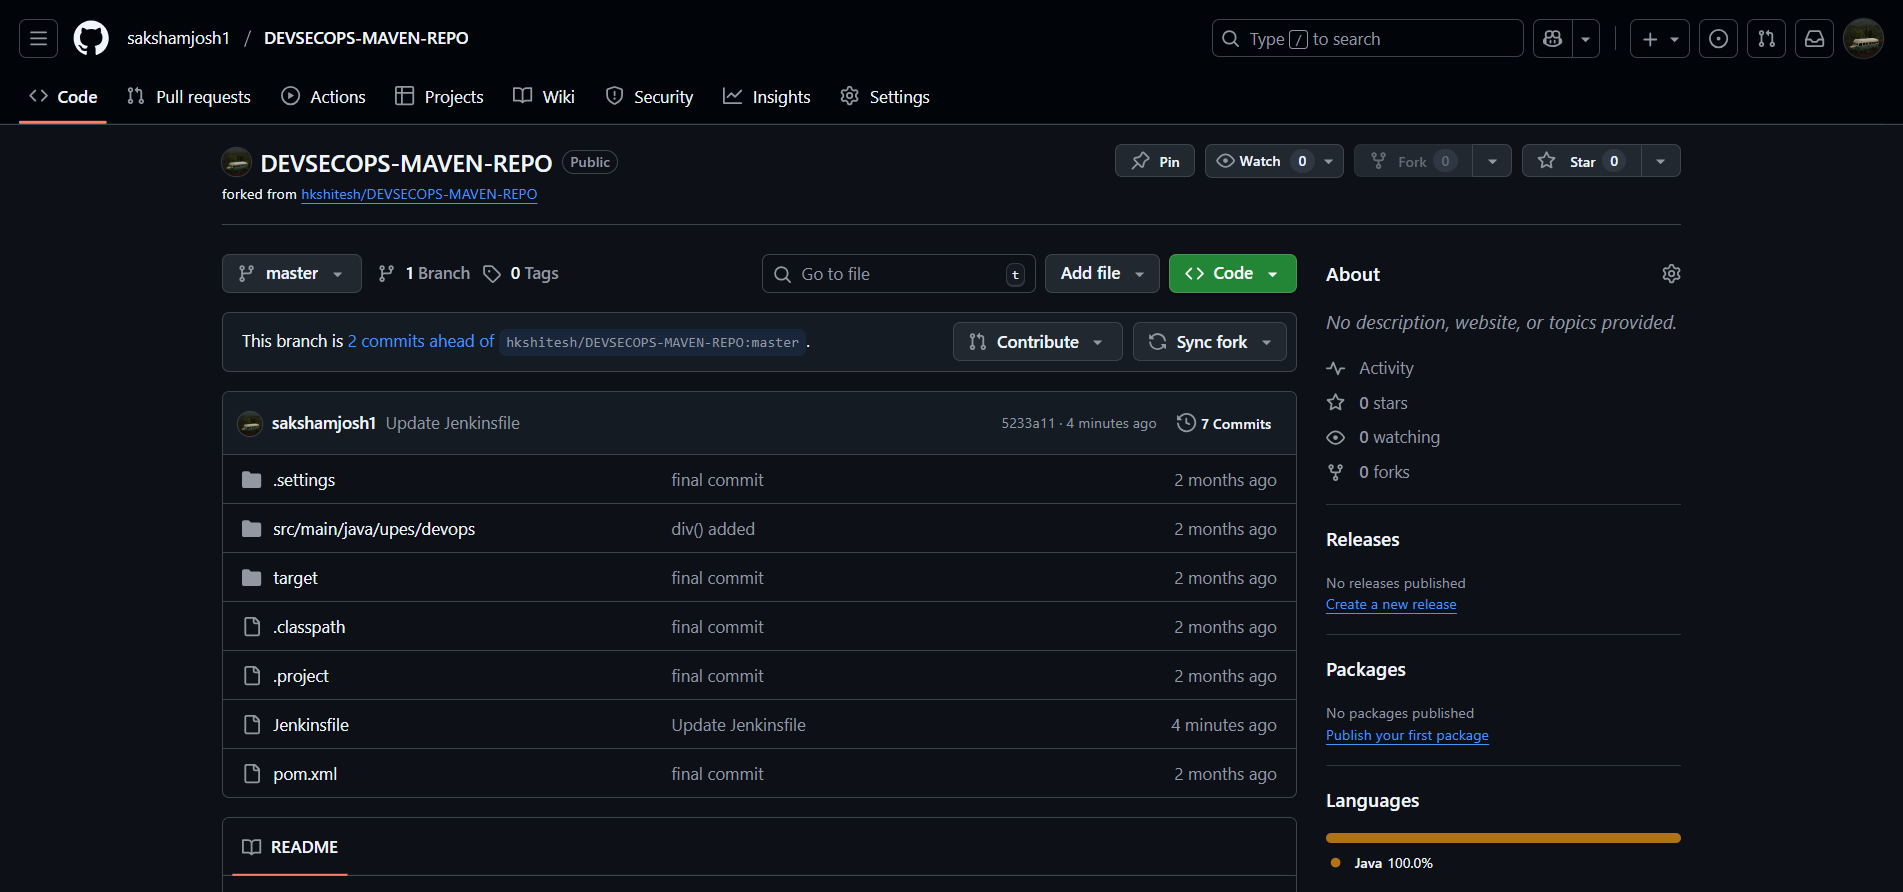 sakshamjosh1 / DEVSECOPS-MAVEN-REPO
Type / to search
Code
Pull requests
Actions
Projects
Wiki
Security
Insights
Settings
DEVSECOPS-MAVEN-REPO Public
forked from hkshitesh/DEVSECOPS-MAVEN-REPO
Pin
Watch 0
Fork 0
Star 0
master
1 Branch
0 Tags
Go to file t
Add file
Code
This branch is 2 commits ahead of hkshitesh/DEVSECOPS-MAVEN-REPO:master .
Contribute
Sync fork
sakshamjosh1 Update Jenkinsfile 5233a11 · 4 minutes ago 7 Commits
.settings final commit 2 months ago
src/main/java/upes/devops div() added 2 months ago
target final commit 2 months ago
.classpath final commit 2 months ago
.project final commit 2 months ago
Jenkinsfile Update Jenkinsfile 4 minutes ago
pom.xml final commit 2 months ago
README
About
No description, website, or topics provided.
Activity
0 stars
0 watching
0 forks
Releases
No releases published
Create a new release
Packages
No packages published
Publish your first package
Languages
Java 100.0%